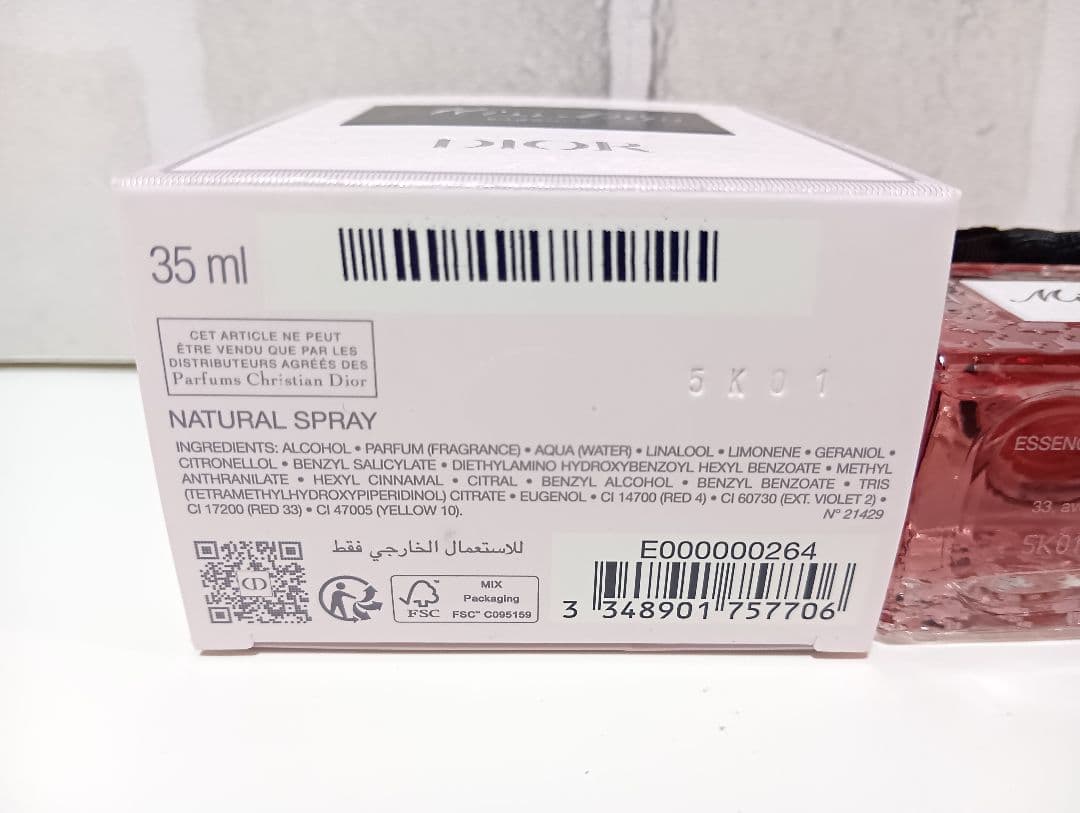 DIOR
35 ml
CET ARTICLE NE PEUT
ÊTRE VENDU QUE PAR LES
DISTRIBUTEURS AGRÉÉS DES
Parfums Christian Dior
5K01
NATURAL SPRAY
INGREDIENTS: ALCOHOL • PARFUM (FRAGRANCE) • AQUA (WATER) • LINALOOL • LIMONENE • GERANIOL •
CITRONELLOL • BENZYL SALICYLATE • DIETHYLAMINO HYDROXYBENZOYL HEXYL BENZOATE • METHYL
ANTHRANILATE • HEXYL CINNAMAL • CITRAL • BENZYL ALCOHOL • BENZYL BENZOATE • TRIS
(TETRAMETHYLHYDROXYPIPERIDINOL) CITRATE • EUGENOL • CI 14700 (RED 4) • CI 60730 (EXT. VIOLET 2) •
CI 17200 (RED 33) • CI 47005 (YELLOW 10).
N° 21429
للاستعمال الخارجي فقط
CD
FSC
MIX
Packaging
FSC™ C095159
E000000264
3 348901 757706
ESSENC
33, av
5K01